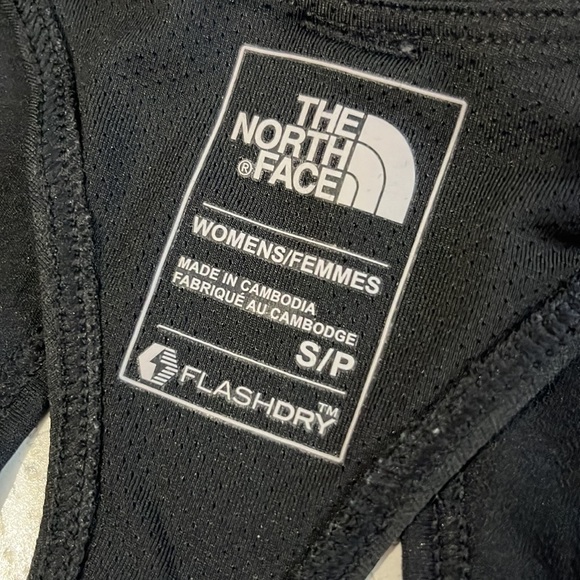 THE
NORTH
®FACE
WOMENS/FEMMES
MADE IN CAMBODIA
FABRIQUÉ AU CAMBODGE
S/P
FLASHDRY™